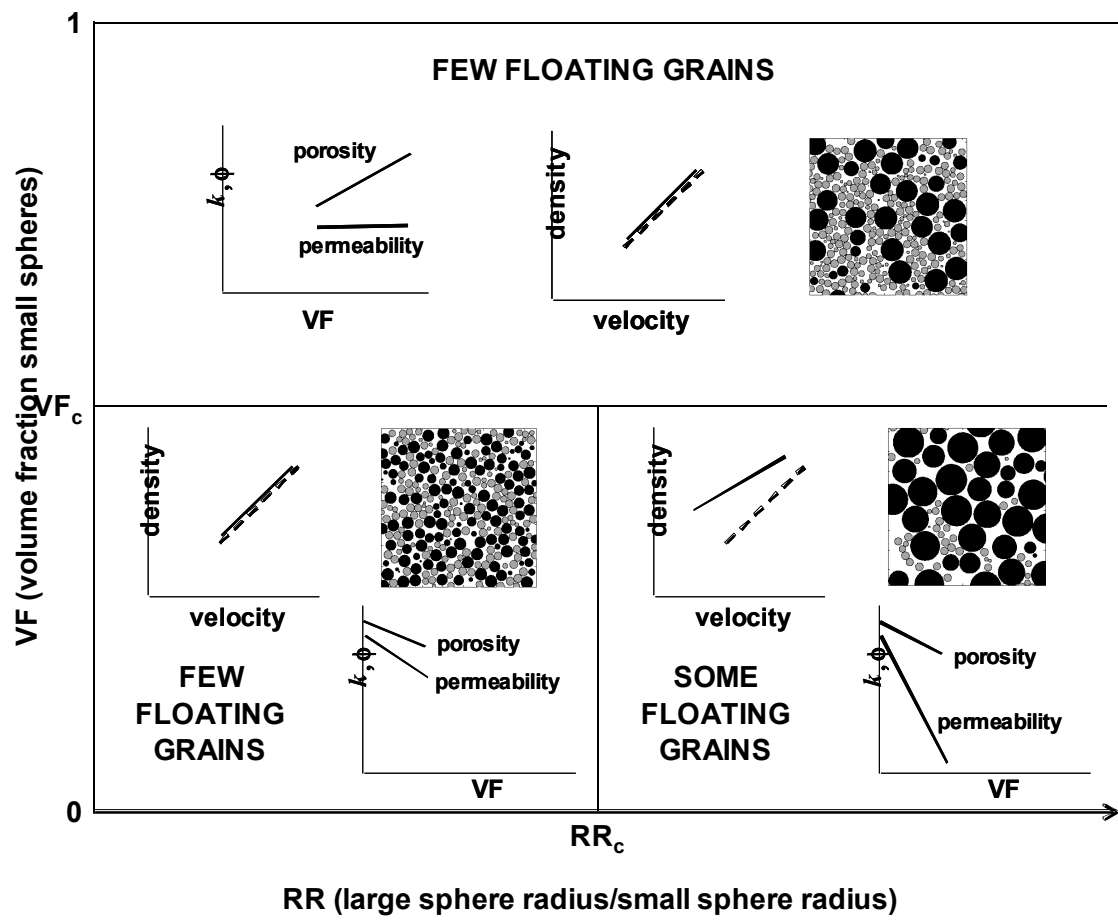 1
FEW FLOATING GRAINS
k, ϕ
porosity
permeability
VF
density
velocity
VF (volume fraction small spheres)
VFc
density
velocity
k, ϕ
porosity
permeability
VF
FEW
FLOATING
GRAINS
density
velocity
k, ϕ
porosity
permeability
VF
SOME
FLOATING
GRAINS
0
RRc
RR (large sphere radius/small sphere radius)